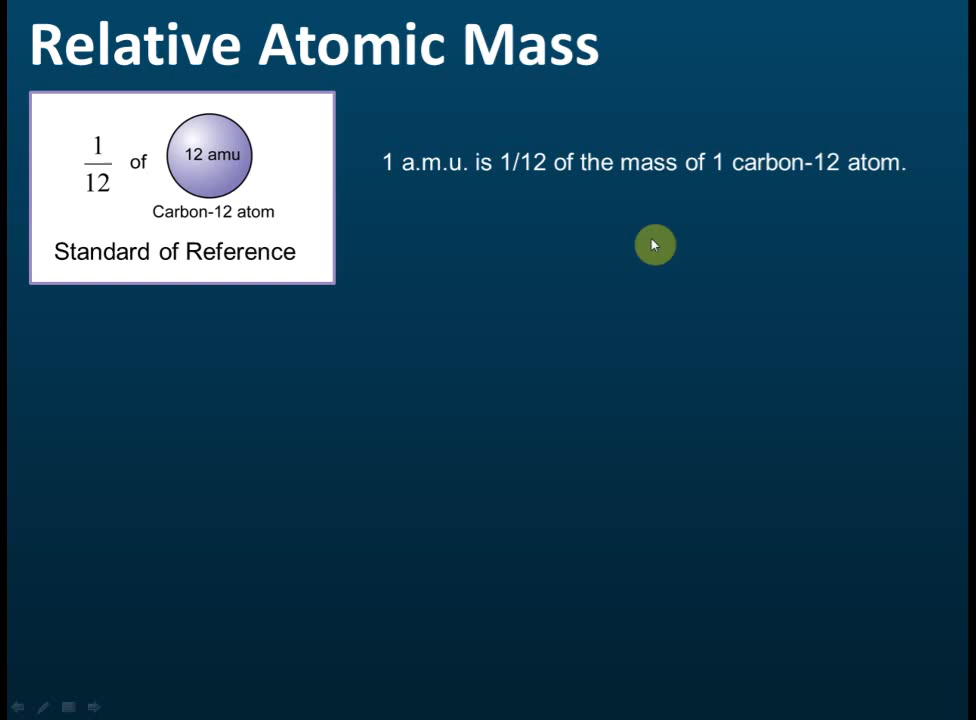 Relative Atomic Mass
1
12
of
12 amu
Carbon-12 atom
Standard of Reference
1 a.m.u. is 1/12 of the mass of 1 carbon-12 atom.